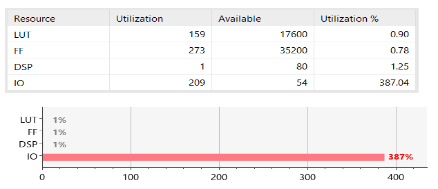 Resource Utilization Available Utilization %
LUT 159 17600 0.90
FF 273 35200 0.78
DSP 1 80 1.25
IO 209 54 387.04
LUT 1%
FF 1%
DSP 1%
IO 387%
0 100 200 300 400